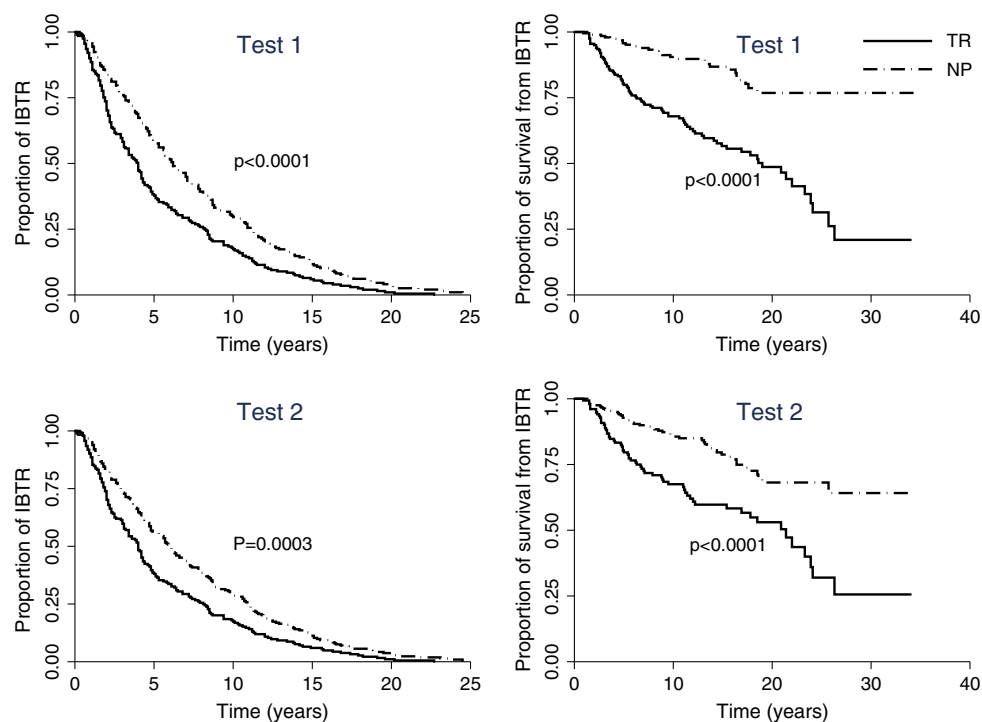 Test 1
Proportion of IBTR
1.00
0.75
0.50
0.25
0.00
p<0.0001
0 5 10 15 20 25
Time (years)
Test 1
TR
NP
Proportion of survival from IBTR
1.00
0.75
0.50
0.25
0.00
p<0.0001
0 10 20 30 40
Time (years)
Test 2
Proportion of IBTR
1.00
0.75
0.50
0.25
0.00
P=0.0003
0 5 10 15 20 25
Time (years)
Test 2
Proportion of survival from IBTR
1.00
0.75
0.50
0.25
0.00
p<0.0001
0 10 20 30 40
Time (years)